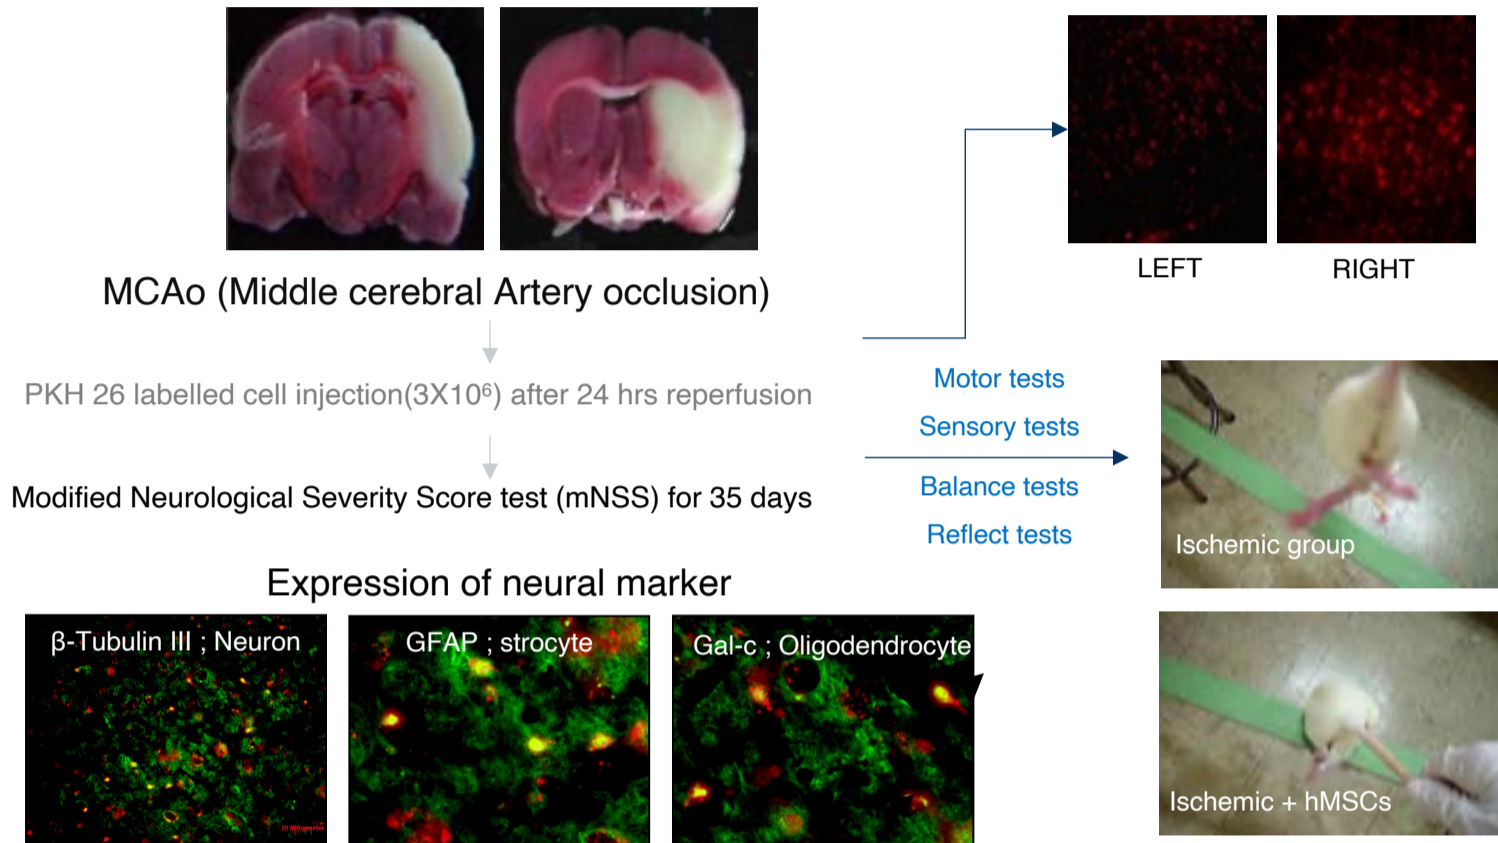 LEFT
RIGHT
MCAo (Middle cerebral Artery occlusion)
PKH 26 labelled cell injection(3X10⁶) after 24 hrs reperfusion
Modified Neurological Severity Score test (mNSS) for 35 days
Motor tests
Sensory tests
Balance tests
Reflect tests
Ischemic group
Ischemic + hMSCs
Expression of neural marker
β-Tubulin III ; Neuron
GFAP ; strocyte
Gal-c ; Oligodendrocyte